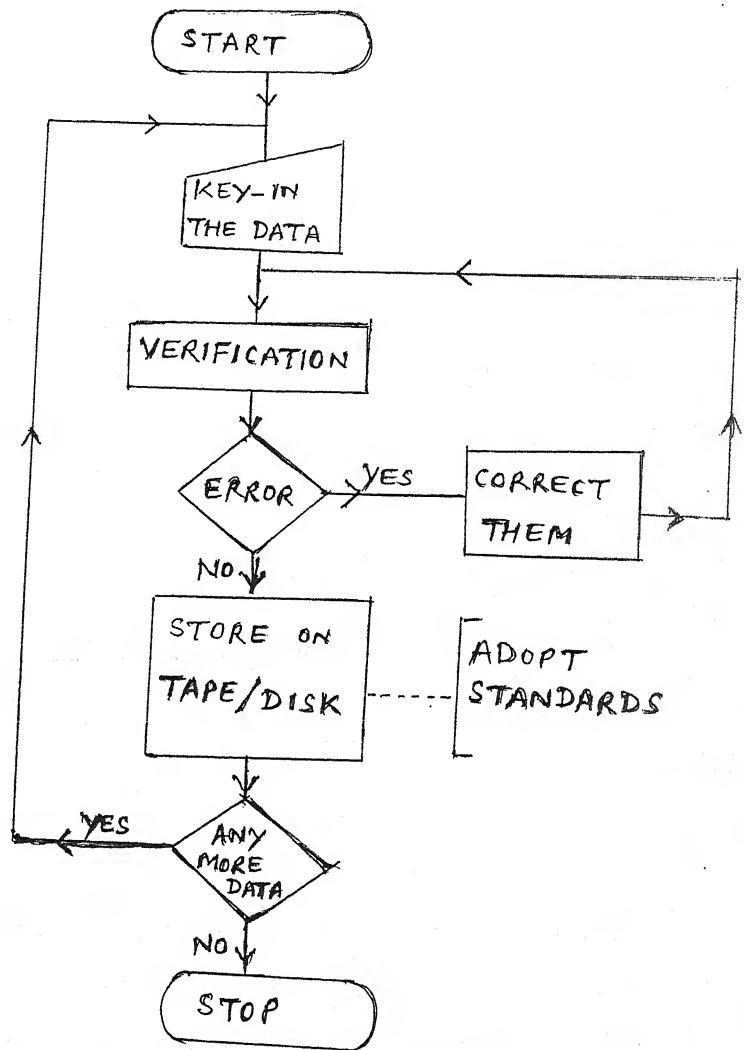 START
KEY-IN
THE DATA
VERIFICATION
ERROR
YES
CORRECT
THEM
NO
STORE ON
TAPE/DISK
ADOPT
STANDARDS
YES
ANY
MORE
DATA
NO
STOP